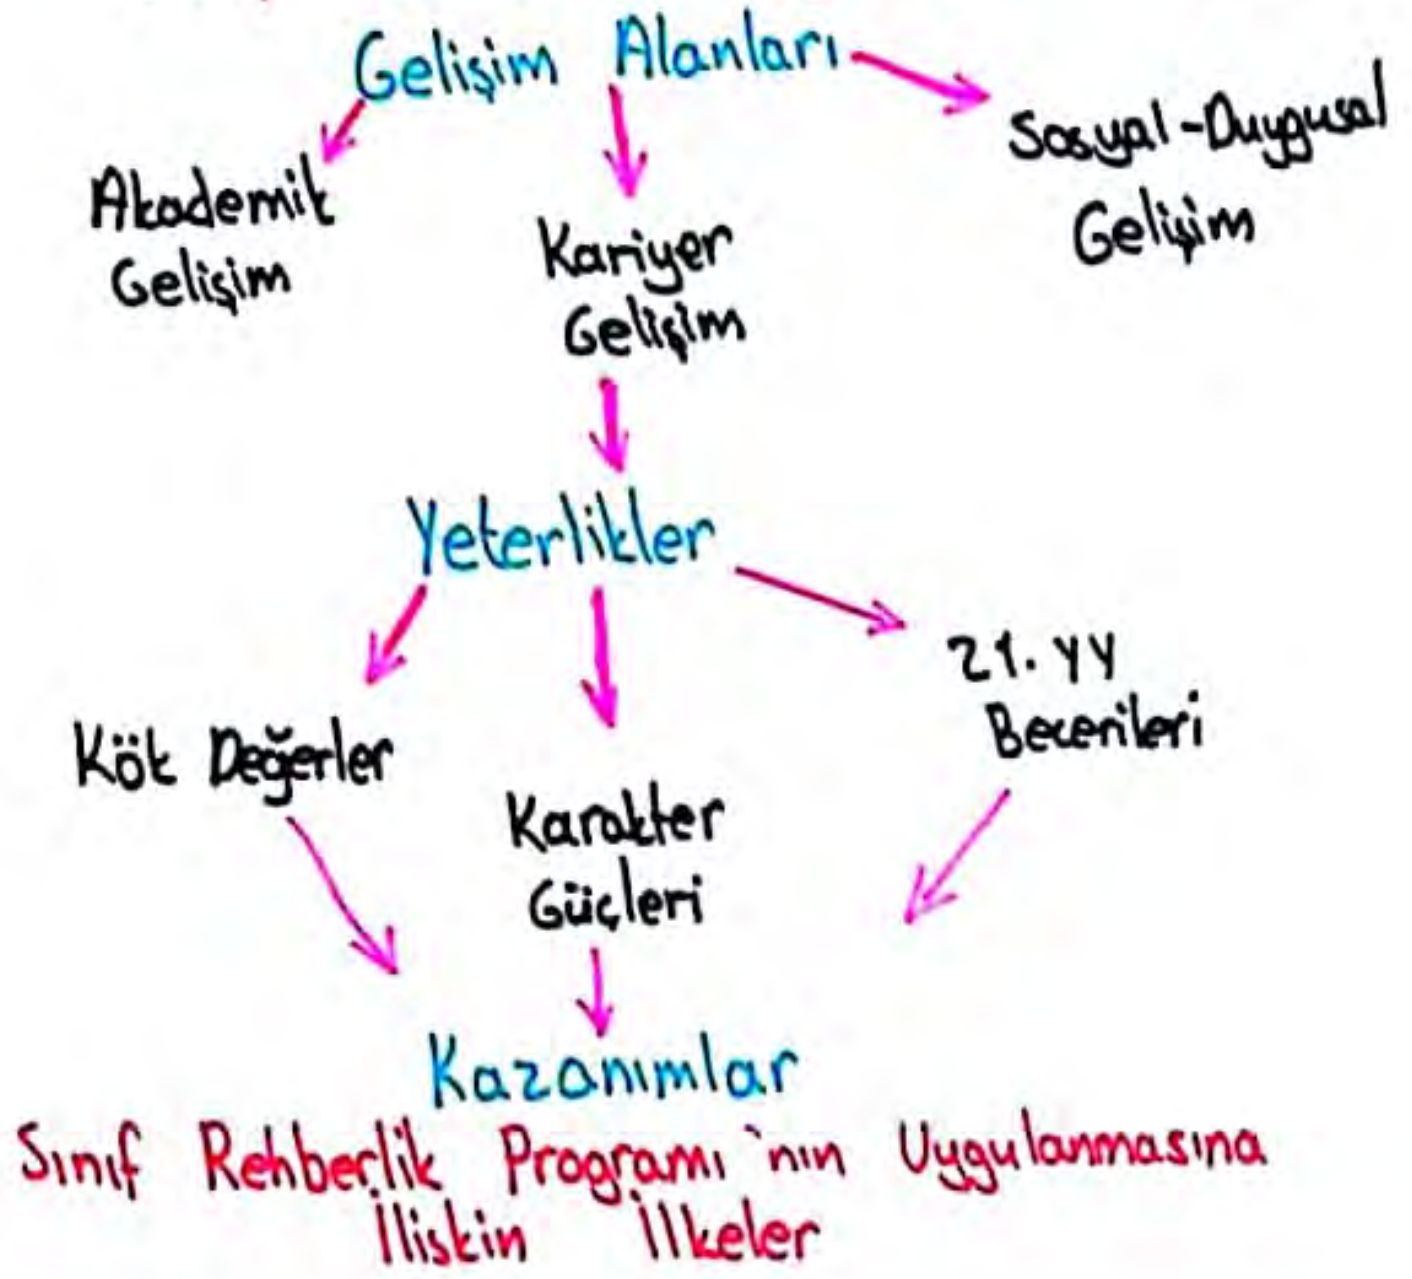 Gelişim Alanları
Akademik
Gelişim
Kariyer
Gelişim
Sosyal-Duygusal
Gelişim
Yeterlikler
Kök Değerler
Karakter
Güçleri
21. YY
Becerileri
Kazanımlar
Sınıf Rehberlik Programı'nın Uygulanmasına
İliskin İlkeler